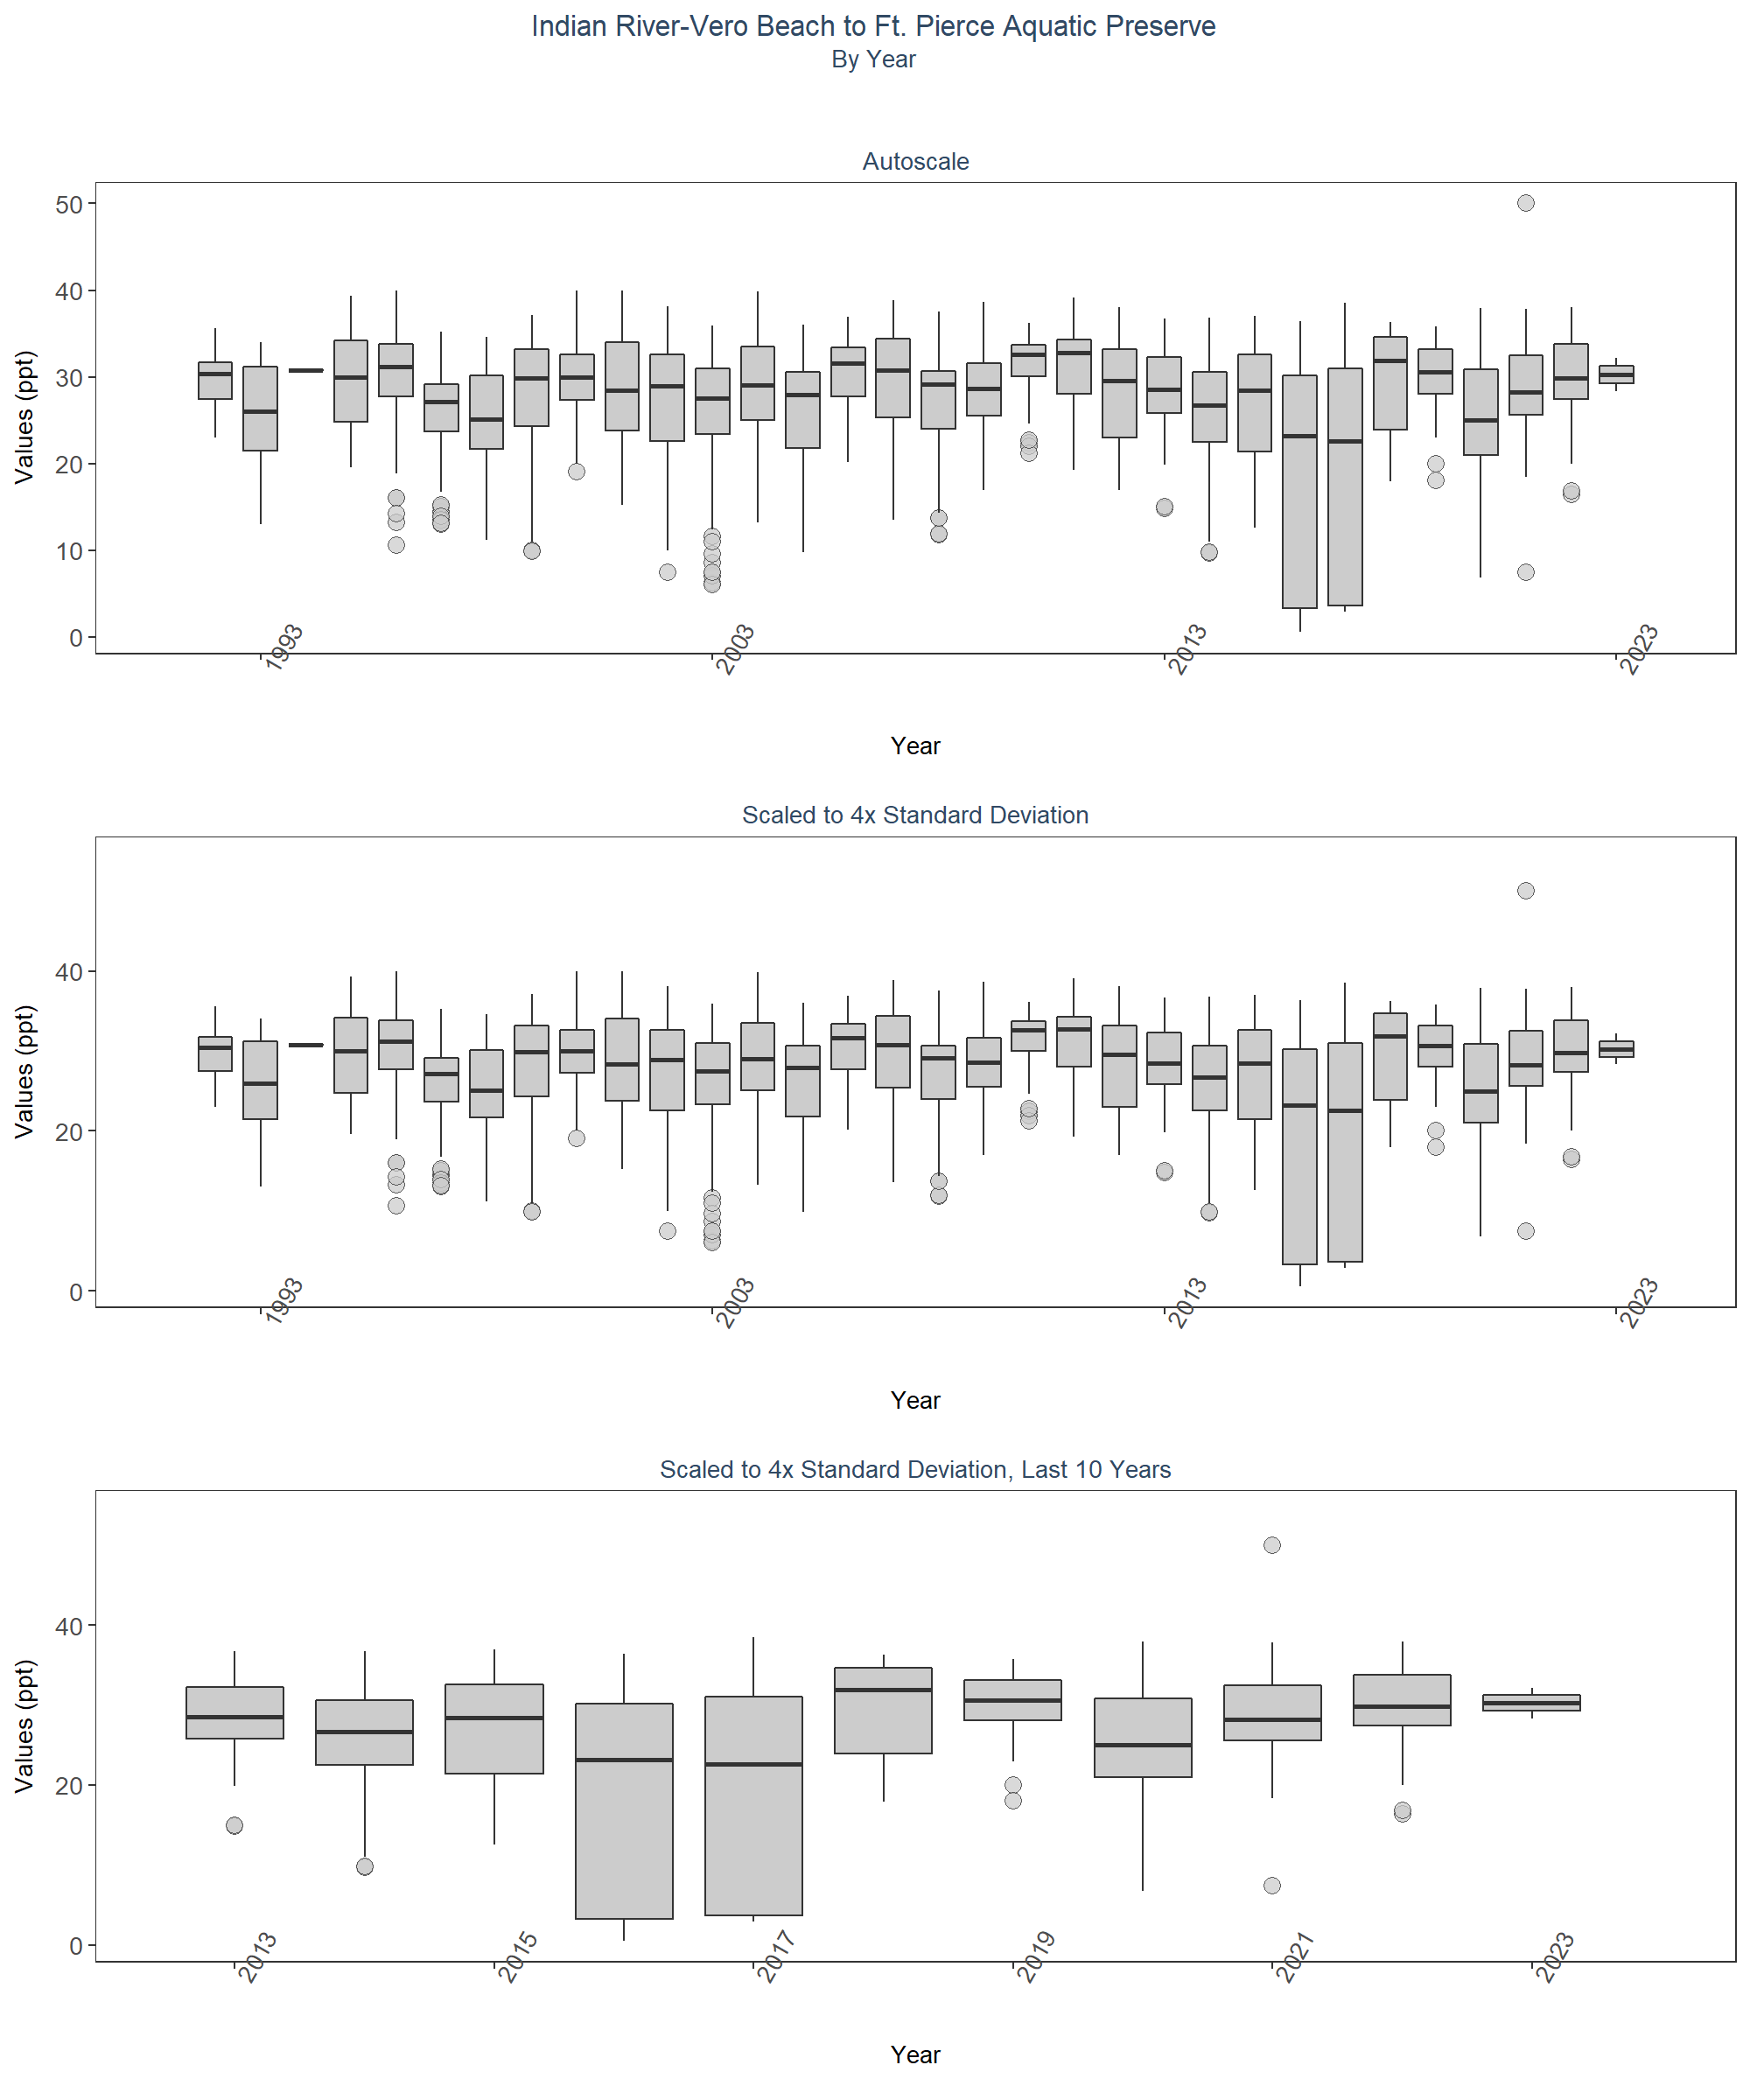 Indian River-Vero Beach to Ft. Pierce Aquatic Preserve
By Year
Autoscale
Values (ppt)
50
40
30
20
10
0
1993
2003
2013
2023
Year
Scaled to 4x Standard Deviation
Values (ppt)
40
20
0
1993
2003
2013
2023
Year
Scaled to 4x Standard Deviation, Last 10 Years
Values (ppt)
40
20
0
2013
2015
2017
2019
2021
2023
Year